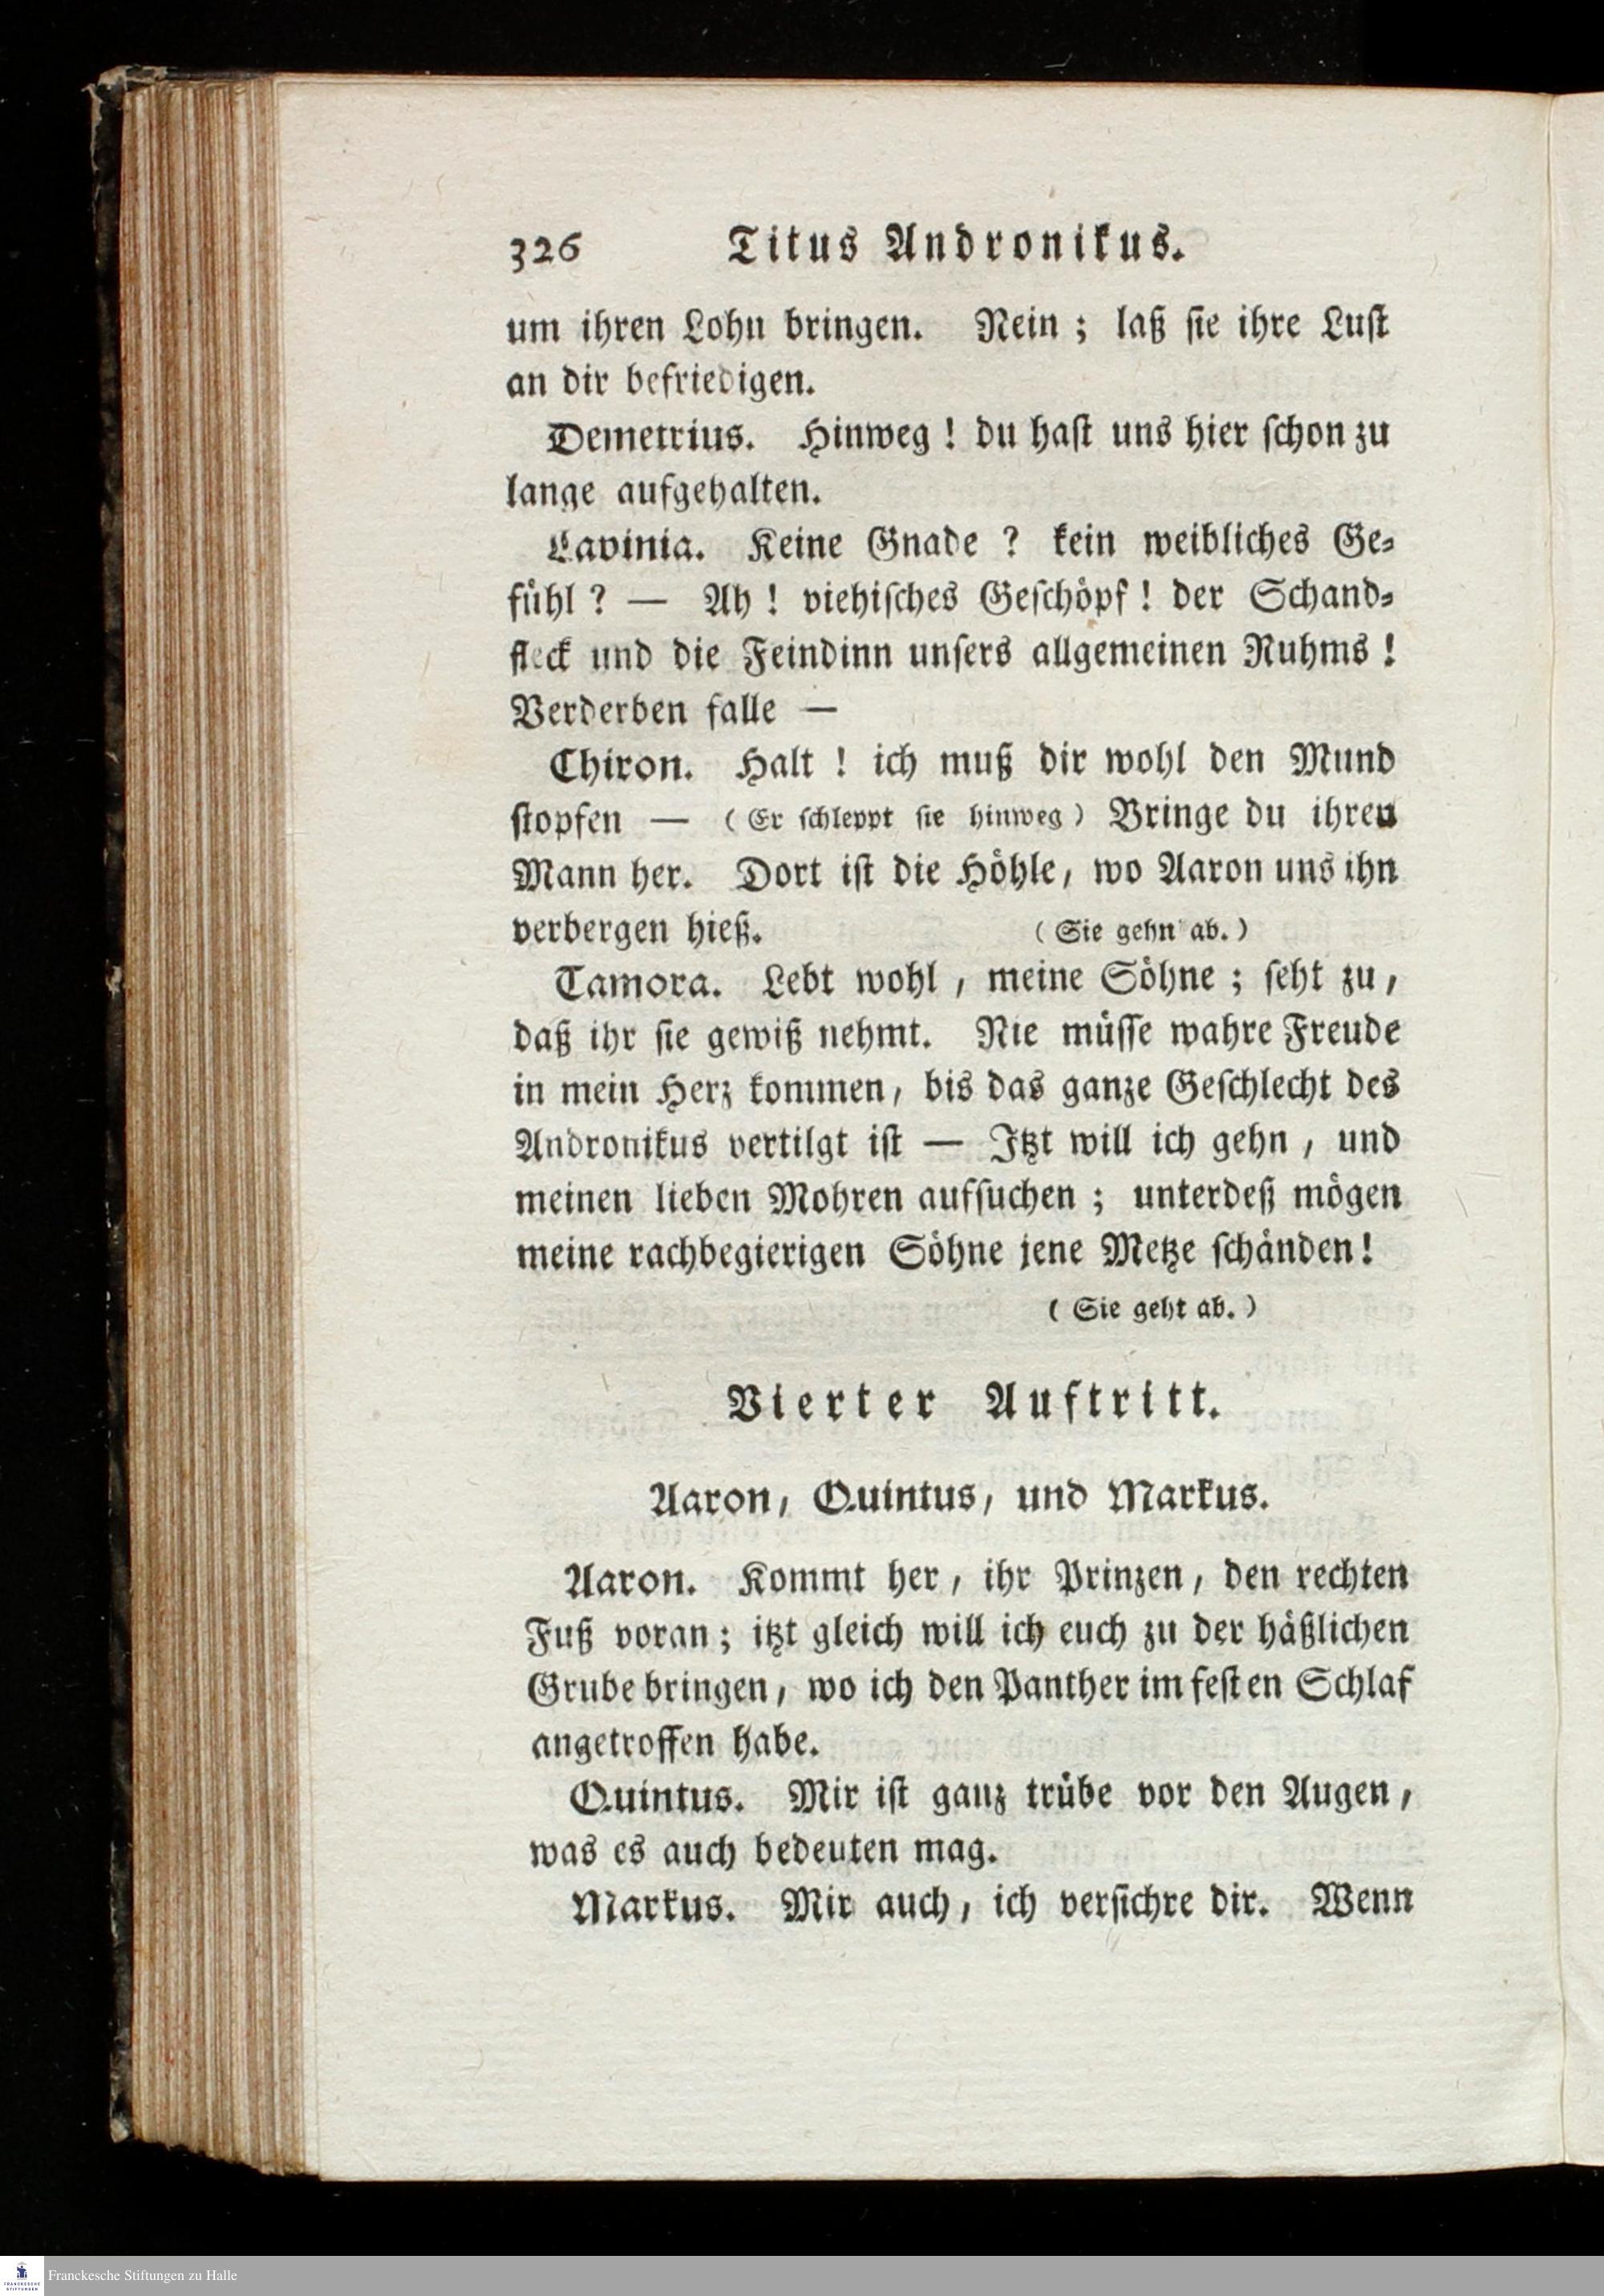 326 Titus Andronikus.
um ihren Lohn bringen. Nein ; laß ſie ihre Luſt
an dir befriedigen.
Demetrius. Hinweg ! du haſt uns hier ſchon zu
lange aufgehalten.
Lavinia. Keine Gnade ? kein weibliches Ge-
fühl ? — Ah ! viehiſches Geſchöpf ! der Schand-
fleck und die Feindinn unſers allgemeinen Ruhms !
Verderben falle —
Chiron. Halt ! ich muß dir wohl den Mund
ſtopfen — ( Er ſchleppt ſie hinweg ) Bringe du ihren
Mann her. Dort iſt die Höhle, wo Aaron uns ihn
verbergen hieß. ( Sie gehn ab. )
Tamora. Lebt wohl , meine Söhne ; ſeht zu ,
daß ihr ſie gewiß nehmt. Nie müſſe wahre Freude
in mein Herz kommen, bis das ganze Geſchlecht des
Andronikus vertilgt iſt — Itzt will ich gehn , und
meinen lieben Mohren aufſuchen ; unterdeß mögen
meine rachbegierigen Söhne jene Metze ſchänden !
( Sie geht ab. )
Vierter Auftritt.
Aaron, Quintus, und Markus.
Aaron. Kommt her , ihr Prinzen, den rechten
Fuß voran ; itzt gleich will ich euch zu der häßlichen
Grube bringen, wo ich den Panther im feſten Schlaf
angetroffen habe.
Quintus. Mir iſt ganz trübe vor den Augen ,
was es auch bedeuten mag.
Markus. Mir auch, ich verſichre dir. Wenn
FRANCKESCHE STIFTUNGEN
Franckesche Stiftungen zu Halle